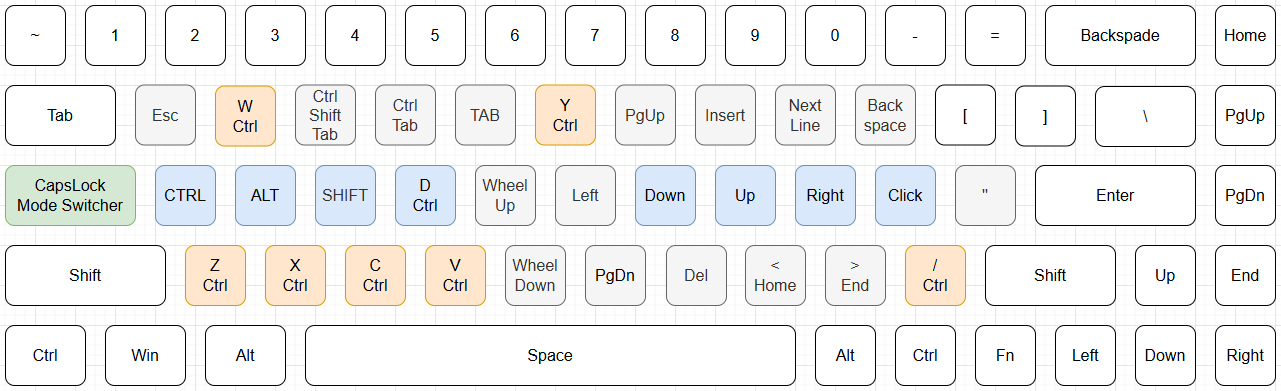 ~ 1 2 3 4 5 6 7 8 9 0 - = Backspade Home
Tab Esc W Ctrl Ctrl Shift Tab Ctrl Tab TAB Y Ctrl PgUp Insert Next Line Back space [ ] \ PgUp
CapsLock Mode Switcher CTRL ALT SHIFT D Ctrl Wheel Up Left Down Up Right Click " Enter PgDn
Shift Z Ctrl X Ctrl C Ctrl V Ctrl Wheel Down PgDn Del < Home > End / Ctrl Shift Up End
Ctrl Win Alt Space Alt Ctrl Fn Left Down Right